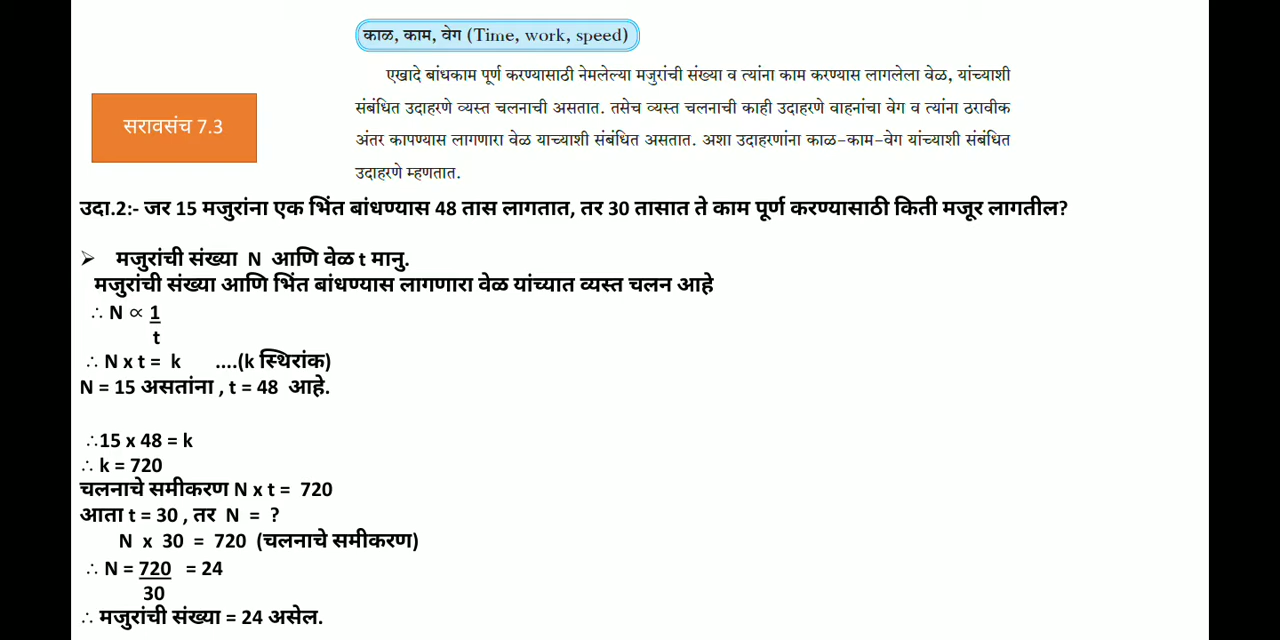 काळ, काम, वेग (Time, work, speed)
एखादे बांधकाम पूर्ण करण्यासाठी नेमलेल्या मजुरांची संख्या व त्यांना काम करण्यास लागलेला वेळ, यांच्याशी
संबंधित उदाहरणे व्यस्त चलनाची असतात. तसेच व्यस्त चलनाची काही उदाहरणे वाहनांचा वेग व त्यांना ठरावीक
अंतर कापण्यास लागणारा वेळ याच्याशी संबंधित असतात. अशा उदाहरणांना काळ-काम-वेग यांच्याशी संबंधित
उदाहरणे म्हणतात.
सरावसंच 7.3
उदा.2:- जर 15 मजुरांना एक भिंत बांधण्यास 48 तास लागतात, तर 30 तासात ते काम पूर्ण करण्यासाठी किती मजूर लागतील?
➢ मजुरांची संख्या N आणि वेळ t मानु.
मजुरांची संख्या आणि भिंत बांधण्यास लागणारा वेळ यांच्यात व्यस्त चलन आहे
∴ N ∝ 1
t
∴ N x t = k ....(k स्थिरांक)
N = 15 असतांना , t = 48 आहे.
∴15 x 48 = k
∴ k = 720
चलनाचे समीकरण N x t = 720
आता t = 30 , तर N = ?
N x 30 = 720 (चलनाचे समीकरण)
∴ N = 720 = 24
30
∴ मजुरांची संख्या = 24 असेल.